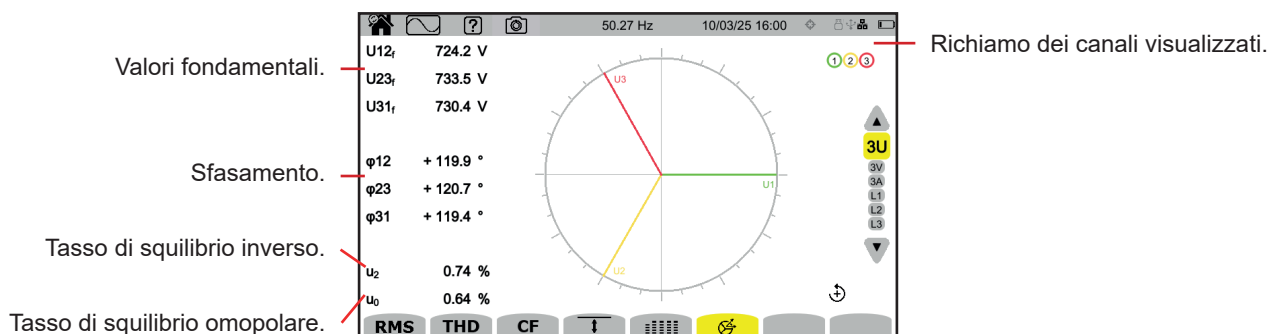 50.27 Hz 10/03/25 16:00
Valori fondamentali.
U12f 724.2 V
U23f 733.5 V
U31f 730.4 V
Sfasamento.
φ12 + 119.9 °
φ23 + 120.7 °
φ31 + 119.4 °
Tasso di squilibrio inverso.
u2 0.74 %
Tasso di squilibrio omopolare.
u0 0.64 %
U3
U1
U2
Richiamo dei canali visualizzati.
1 2 3
3U
3V
3A
L1
L2
L3
RMS THD CF